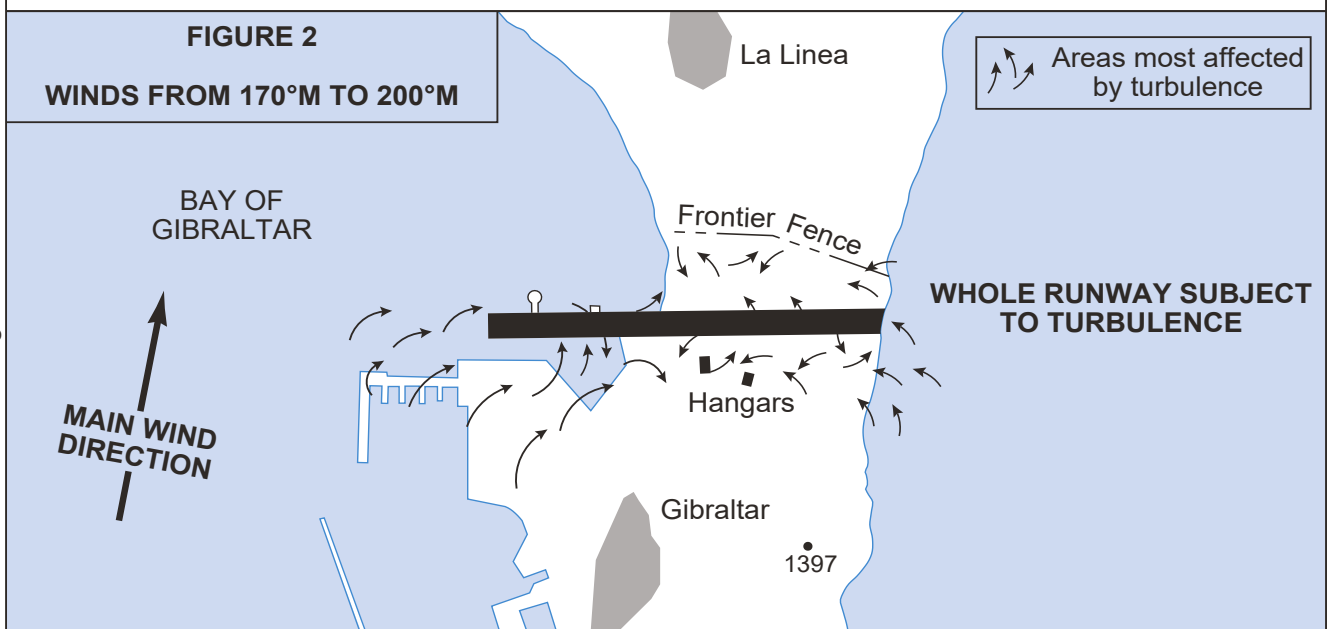 FIGURE 2
WINDS FROM 170°M TO 200°M
La Linea
Areas most affected
by turbulence
BAY OF
GIBRALTAR
Frontier Fence
WHOLE RUNWAY SUBJECT
TO TURBULENCE
MAIN WIND
DIRECTION
Hangars
Gibraltar
1397